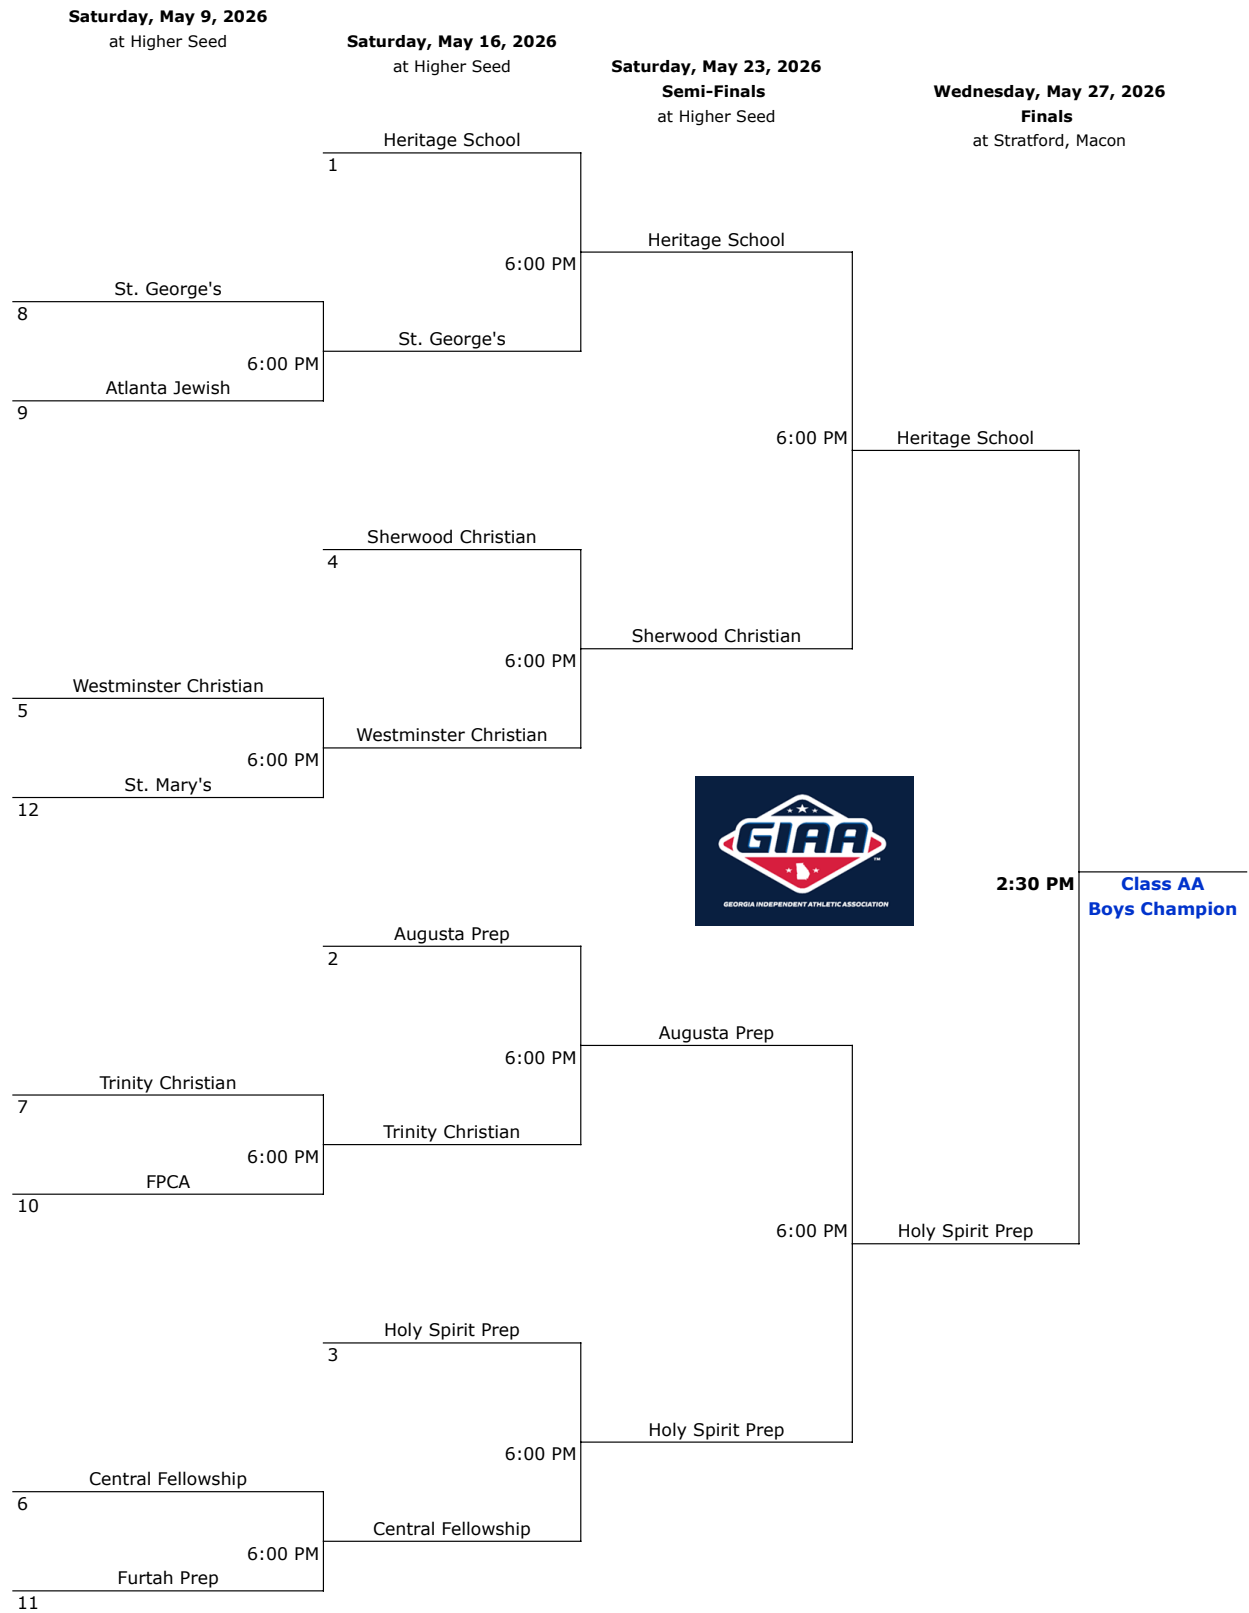 Saturday, May 9, 2026
at Higher Seed
Saturday, May 16, 2026
at Higher Seed
Saturday, May 23, 2026
Semi-Finals
at Higher Seed
Wednesday, May 27, 2026
Finals
at Stratford, Macon
Heritage School
1
Heritage School
6:00 PM
St. George's
8
St. George's
6:00 PM
Atlanta Jewish
9
6:00 PM
Heritage School
Sherwood Christian
4
Sherwood Christian
6:00 PM
Westminster Christian
5
Westminster Christian
6:00 PM
St. Mary's
12
GIAA
TM
GEORGIA INDEPENDENT ATHLETIC ASSOCIATION
2:30 PM
Class AA
Boys Champion
Augusta Prep
2
Augusta Prep
6:00 PM
Trinity Christian
7
Trinity Christian
6:00 PM
FPCA
10
6:00 PM
Holy Spirit Prep
Holy Spirit Prep
3
Holy Spirit Prep
6:00 PM
Central Fellowship
6
Central Fellowship
6:00 PM
Furtah Prep
11